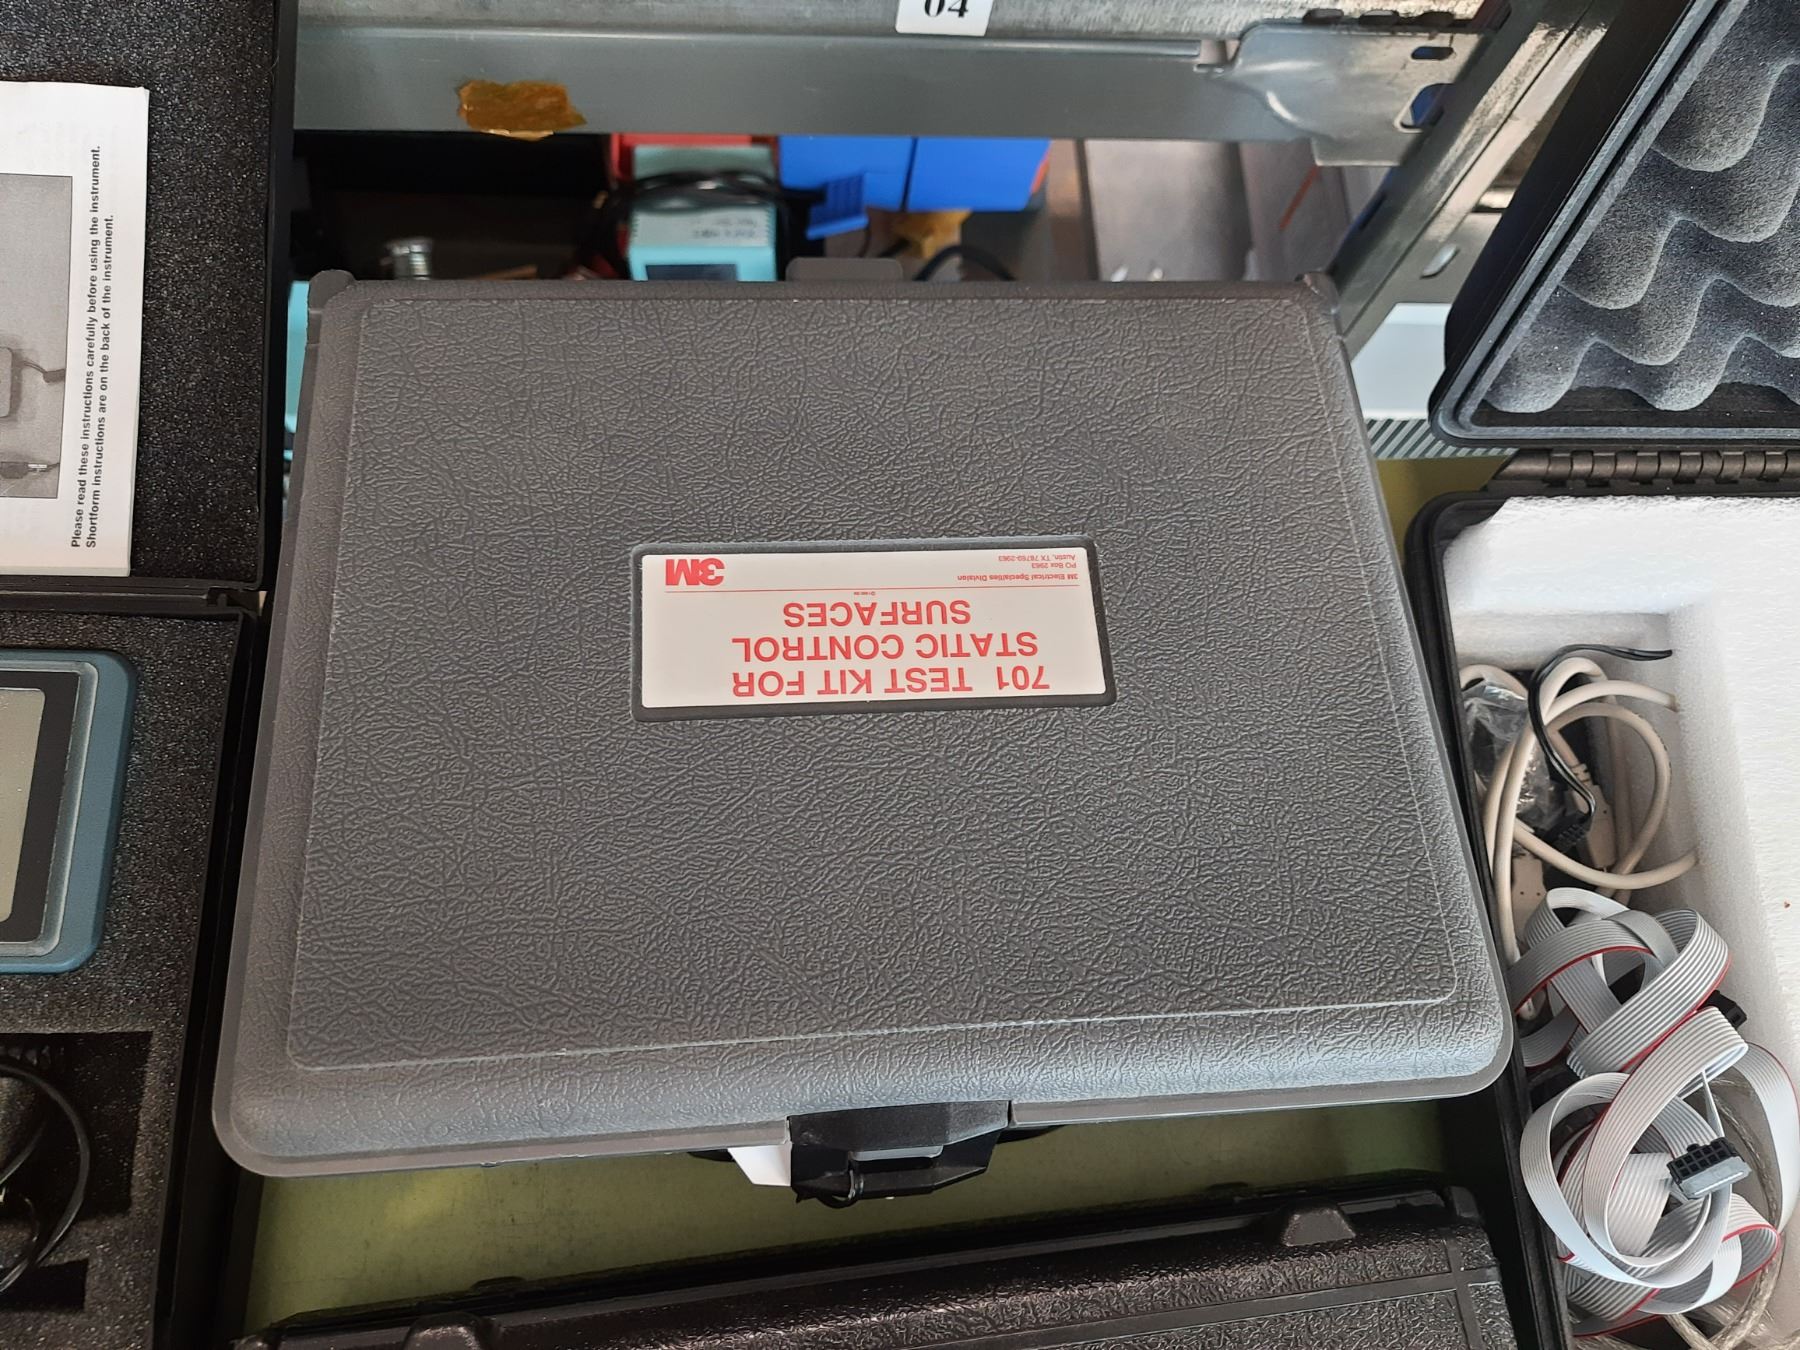 04
Please read these instructions carefully before using the instrument.
Shortform instructions are on the back of the instrument.
701 TEST KIT FOR
STATIC CONTROL
SURFACES
3M Electrical Specialties Division
PO Box 2963
Austin, TX 78769-2963
3M